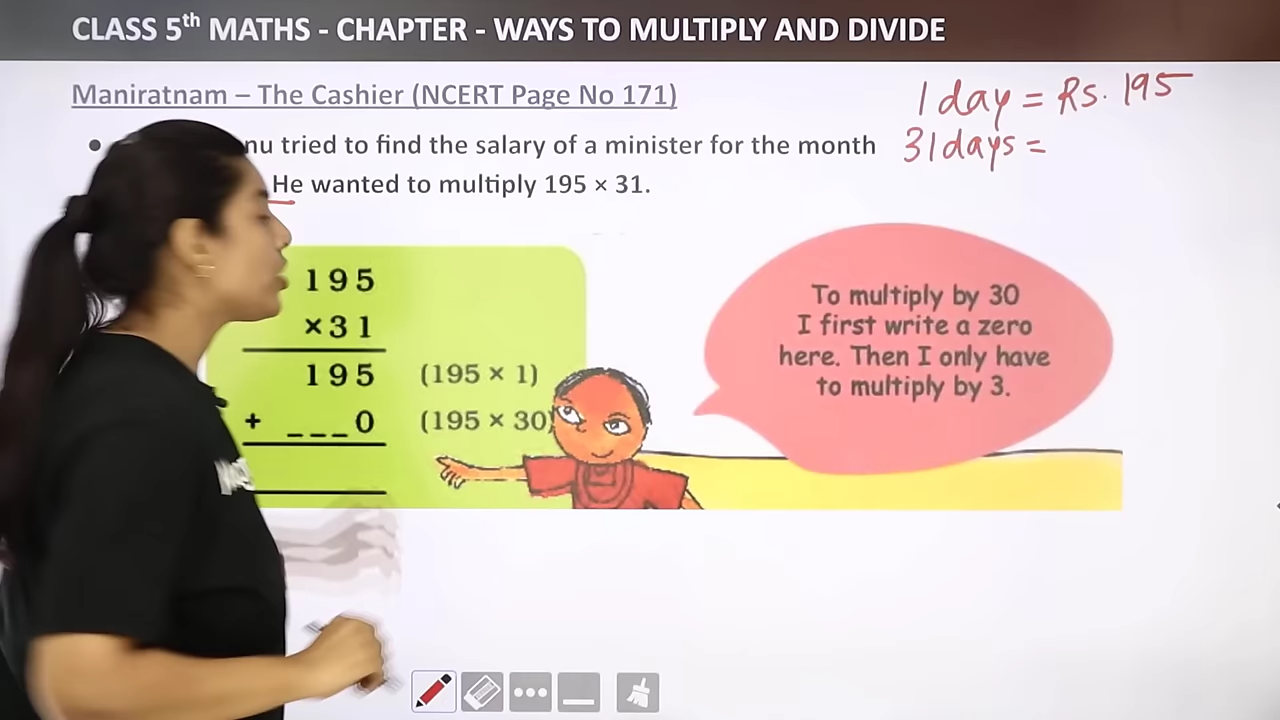 CLASS 5th MATHS - CHAPTER - WAYS TO MULTIPLY AND DIVIDE
Maniratnam – The Cashier (NCERT Page No 171)
1 day = Rs. 195
tried to find the salary of a minister for the month
31 days =
He wanted to multiply 195 × 31.
195
×31
195 (195 × 1)
+ ___0 (195 × 30)
To multiply by 30
I first write a zero
here. Then I only have
to multiply by 3.